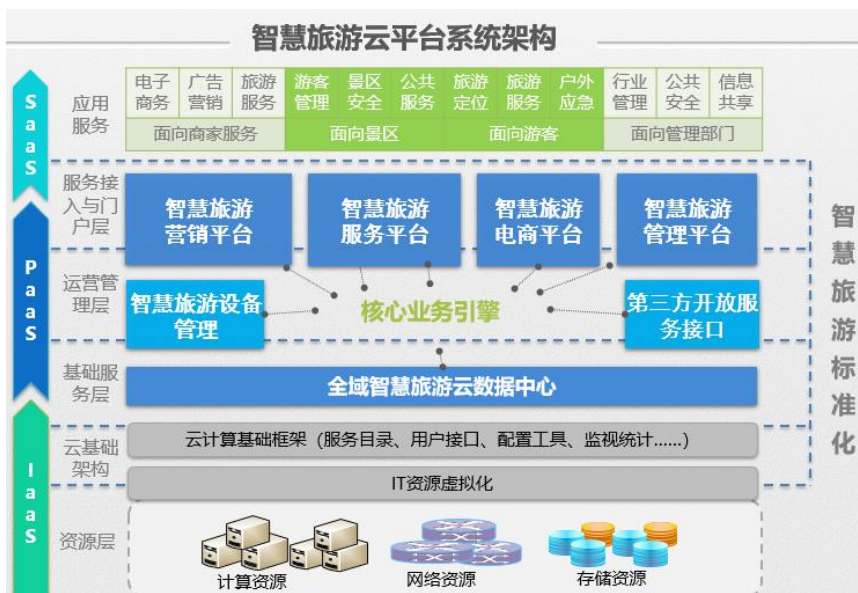 智慧旅游云平台系统架构
SaaS
应用
服务
电子
商务
广告
营销
旅游
服务
游客
管理
景区
安全
公共
服务
旅游
定位
旅游
服务
户外
应急
行业
管理
公共
安全
信息
共享
面向商家服务
面向景区
面向游客
面向管理部门
服务接
入与门
户层
智慧旅游
营销平台
智慧旅游
服务平台
智慧旅游
电商平台
智慧旅游
管理平台
PaaS
运营管
理层
智慧旅游设备
管理
核心业务引擎
第三方开放服
务接口
基础服
务层
全域智慧旅游云数据中心
IaaS
云基础
架构
云计算基础框架（服务目录、用户接口、配置工具、监视统计......）
IT资源虚拟化
资源层
计算资源
网络资源
存储资源
智慧旅游标准化